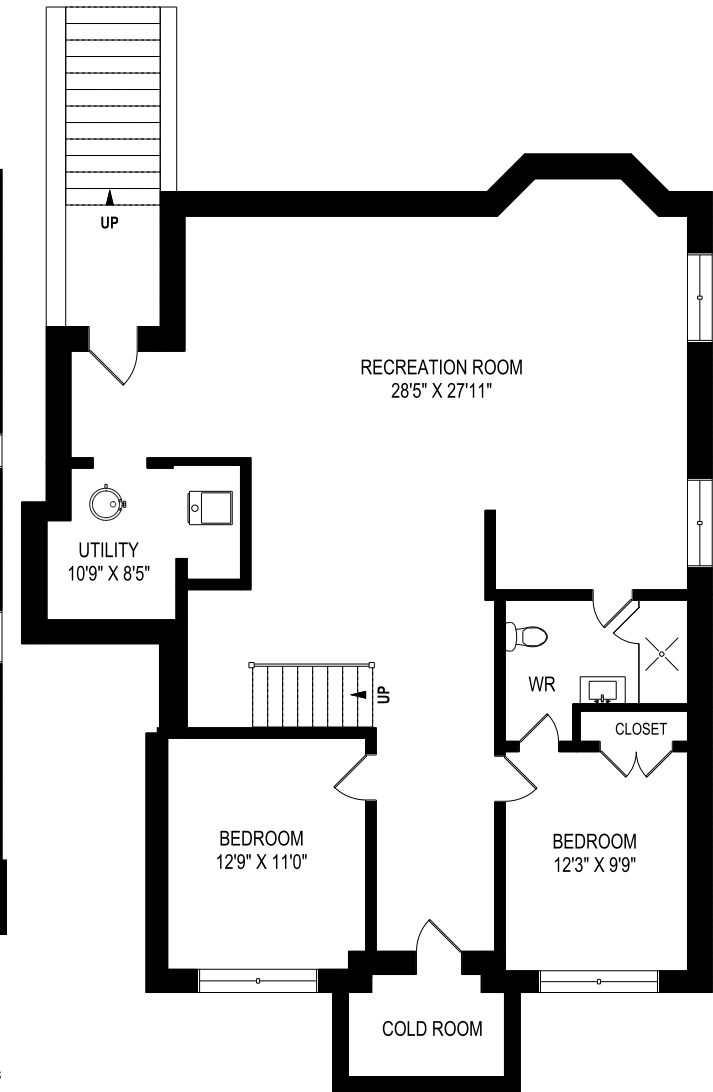 UP
RECREATION ROOM
28'5" X 27'11"
UTILITY
10'9" X 8'5"
UP
WR
CLOSET
BEDROOM
12'9" X 11'0"
BEDROOM
12'3" X 9'9"
COLD ROOM